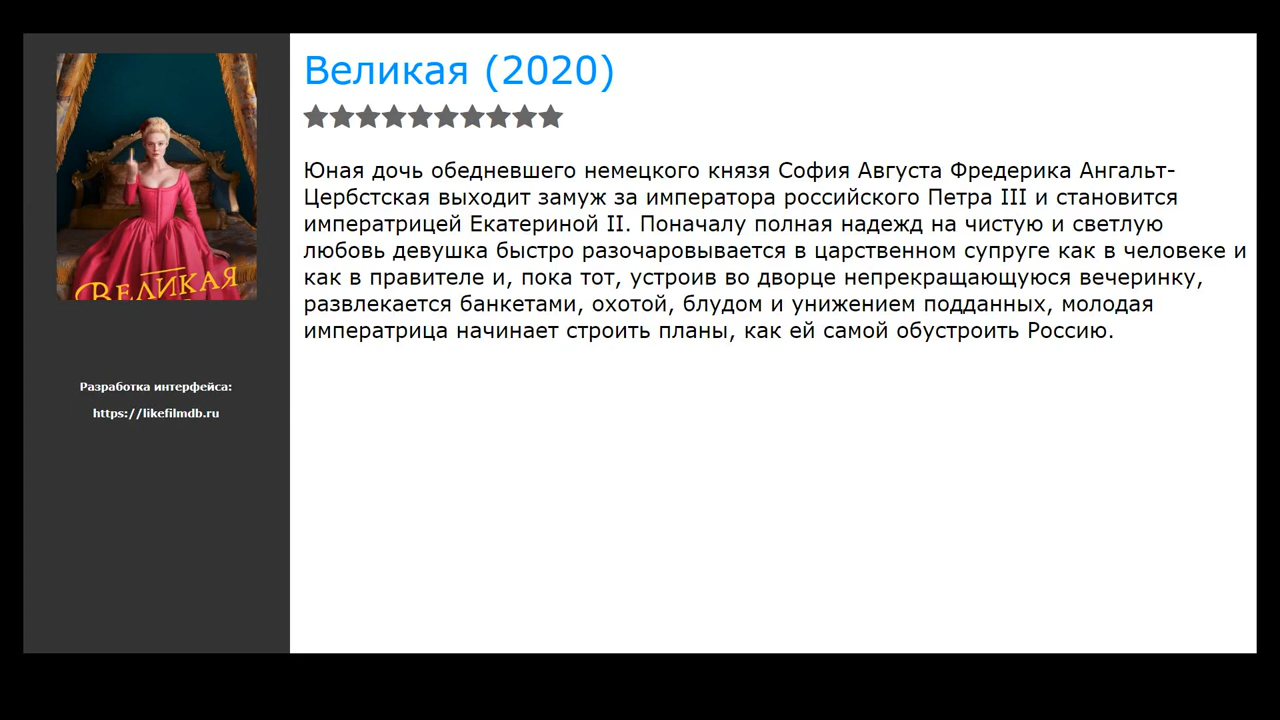 Великая (2020)
Юная дочь обедневшего немецкого князя София Августа Фредерика Ангальт-
Цербстская выходит замуж за императора российского Петра III и становится
императрицей Екатериной II. Поначалу полная надежд на чистую и светлую
любовь девушка быстро разочаровывается в царственном супруге как в человеке и
как в правителе и, пока тот, устроив во дворце непрекращающуюся вечеринку,
развлекается банкетами, охотой, блудом и унижением подданных, молодая
императрица начинает строить планы, как ей самой обустроить Россию.
ВЕЛИКАЯ
Разработка интерфейса:
https://likefilmdb.ru